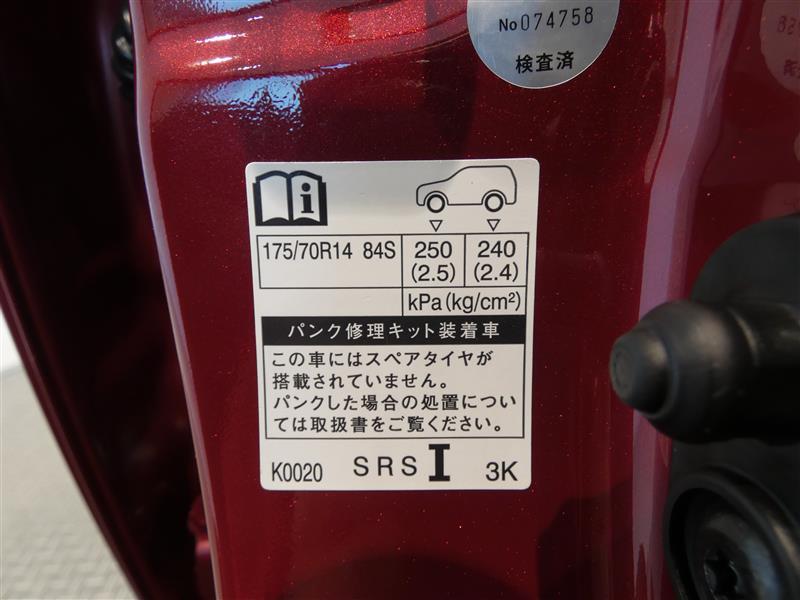 No074758
検査済
i
175/70R14 84S 250 240
(2.5) (2.4)
kPa(kg/cm²)
パンク修理キット装着車
この車にはスペアタイヤが
搭載されていません。
パンクした場合の処置につい
ては取扱書をご覧ください。
K0020 SRS I 3K